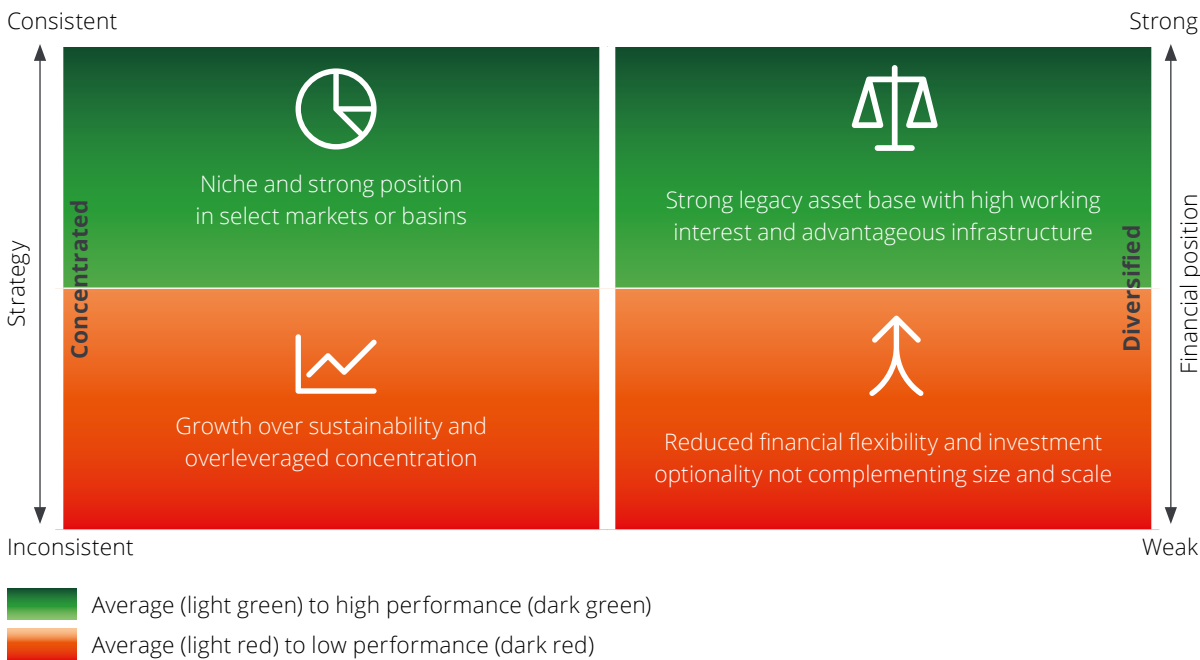 Consistent
Strong
Strategy
Concentrated
Niche and strong position
in select markets or basins
Strong legacy asset base with high working
interest and advantageous infrastructure
Growth over sustainability and
overleveraged concentration
Reduced financial flexibility and investment
optionality not complementing size and scale
Diversified
Financial position
Inconsistent
Weak
Average (light green) to high performance (dark green)
Average (light red) to low performance (dark red)